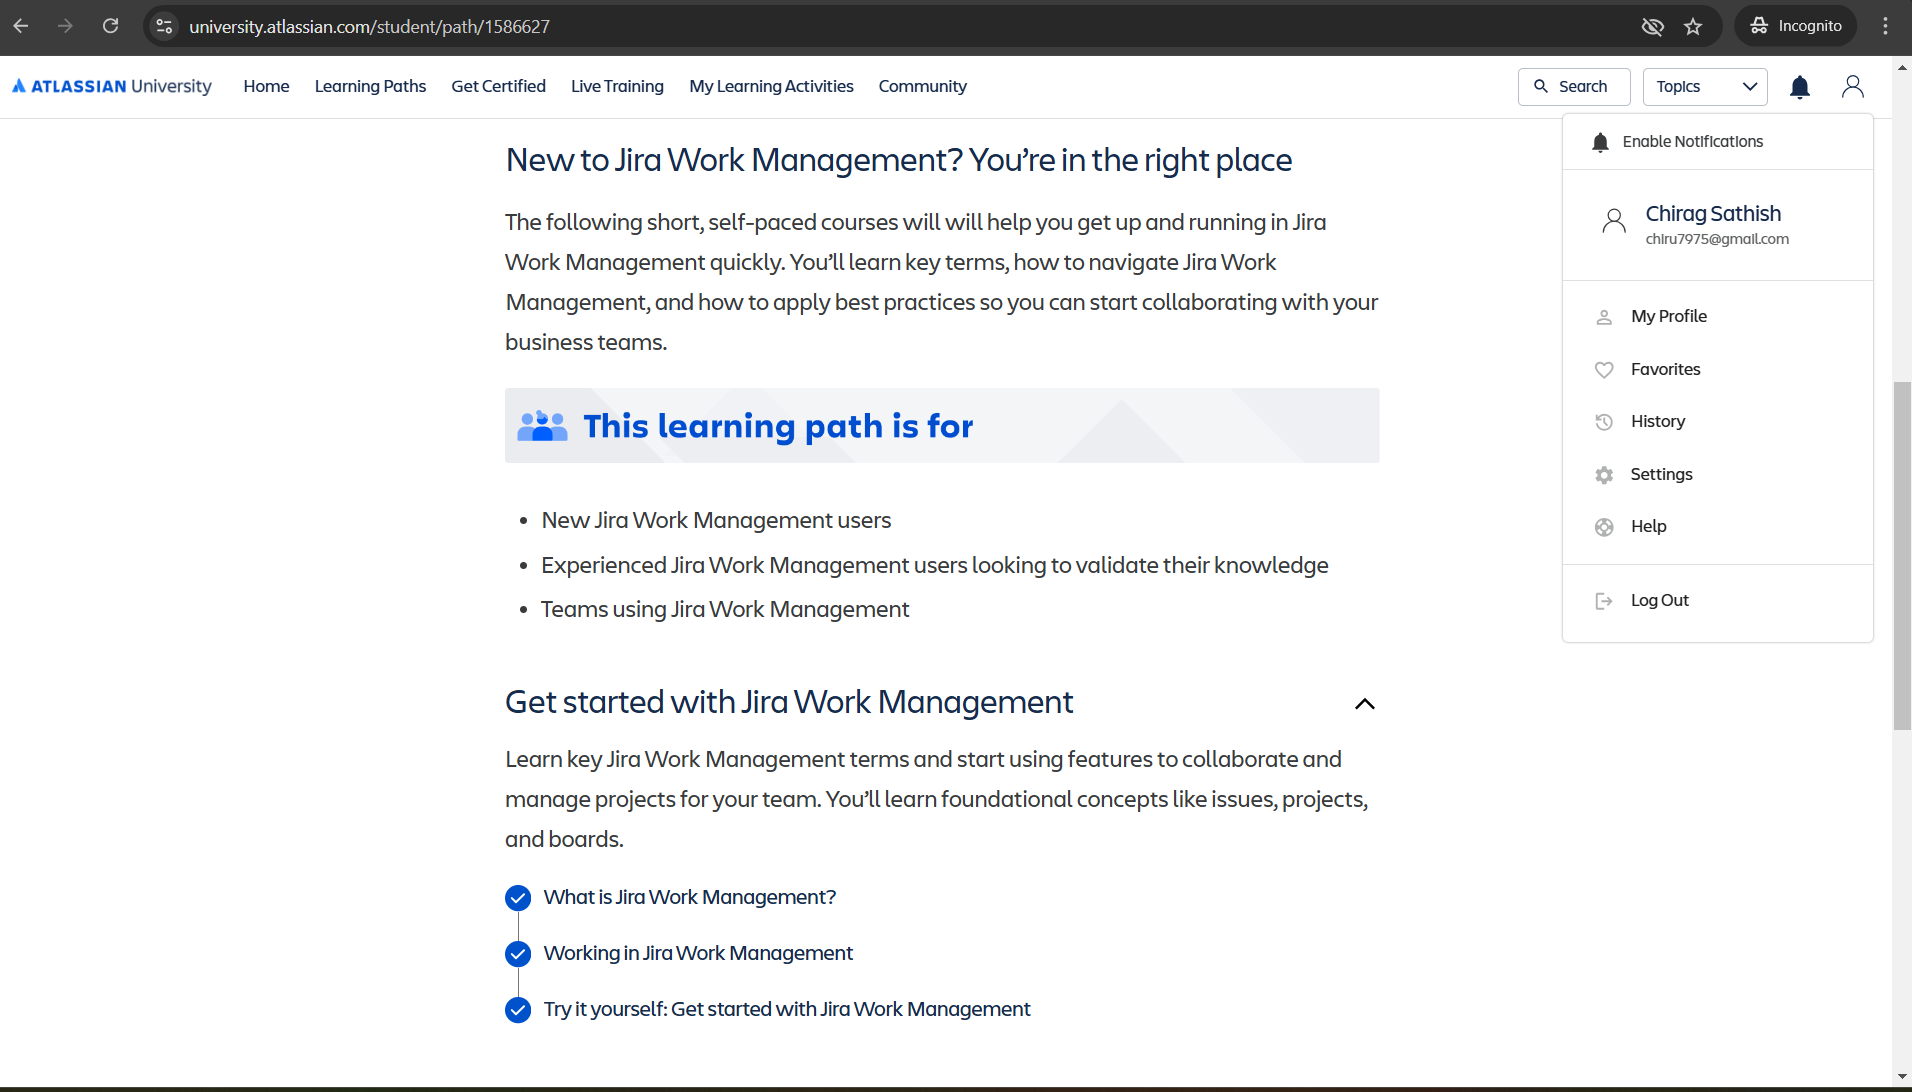 university.atlassian.com/student/path/1586627
Incognito
ATLASSIAN University
Home
Learning Paths
Get Certified
Live Training
My Learning Activities
Community
Search
Topics
Enable Notifications
Chirag Sathish
chiru7975@gmail.com
My Profile
Favorites
History
Settings
Help
Log Out
New to Jira Work Management? You’re in the right place
The following short, self-paced courses will will help you get up and running in Jira
Work Management quickly. You’ll learn key terms, how to navigate Jira Work
Management, and how to apply best practices so you can start collaborating with your
business teams.
This learning path is for
• New Jira Work Management users
• Experienced Jira Work Management users looking to validate their knowledge
• Teams using Jira Work Management
Get started with Jira Work Management
Learn key Jira Work Management terms and start using features to collaborate and
manage projects for your team. You’ll learn foundational concepts like issues, projects,
and boards.
What is Jira Work Management?
Working in Jira Work Management
Try it yourself: Get started with Jira Work Management